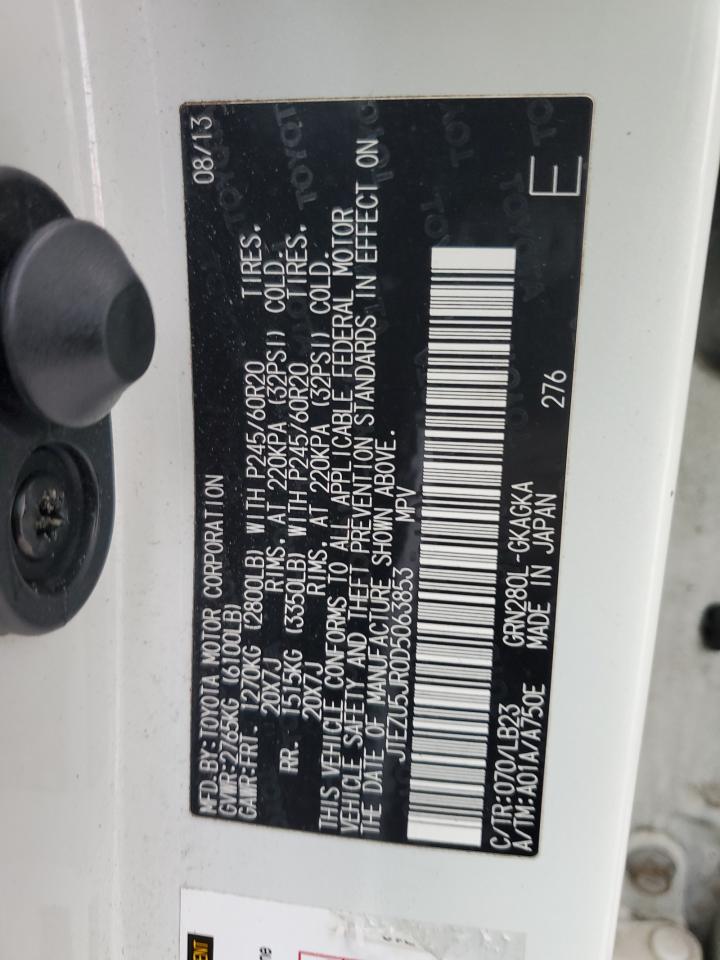 MFD. BY: TOYOTA MOTOR CORPORATION 08/13
GVWR: 2765KG (6100LB)
GAWR: FRT. 1270KG (2800LB) WITH P245/60R20 TIRES,
20X7J RIMS, AT 220KPA (32PSI) COLD.
RR. 1515KG (3350LB) WITH P245/60R20 TIRES,
20X7J RIMS, AT 220KPA (32PSI) COLD.
THIS VEHICLE CONFORMS TO ALL APPLICABLE FEDERAL MOTOR
VEHICLE SAFETY AND THEFT PREVENTION STANDARDS IN EFFECT ON
THE DATE OF MANUFACTURE SHOWN ABOVE.
JTEZU5JR0D5063853 MPV
C/TR: 070/LB23 GRN280L-GKAGKA 276 E
A/TM: A01A/A750E MADE IN JAPAN